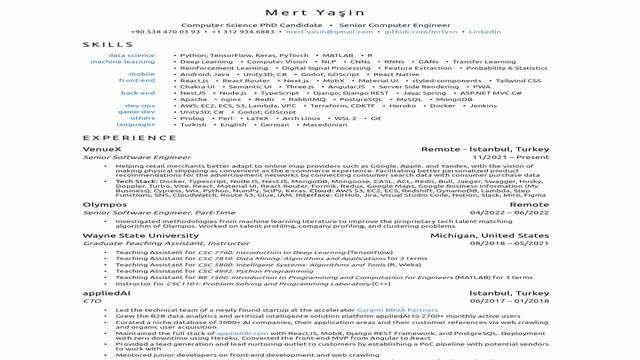 Mert Yaşin
Computer Science PhD Candidate • Senior Computer Engineer
+90 538 470 03 93 • +1 312 934 6883 • mert.yasin@gmail.com • github.com/mrtysn • LinkedIn
SKILLS
data science • Python; TensorFlow, Keras, PyTorch • MATLAB • R
machine learning • Deep Learning • Computer Vision • NLP • CNNs • RNNs • GANs • Transfer Learning
• Reinforcement Learning • Digital Signal Processing • Feature Extraction • Probability & Statistics
mobile • Android; Java • Unity3D; C# • Godot; GDScript • React Native
front-end • React.js • React Router • Next.js • MobX • Material UI • styled-components • Tailwind CSS
• Chakra UI • Semantic UI • Three.js • AngularJS • Server Side Rendering • PWA
back-end • NestJS • Node.js • TypeScript • Django; Django REST • Java; Spring • ASP.NET MVC C#
• Apache • nginx • Redis • RabbitMQ • PostgreSQL • MySQL • MongoDB
dev-ops • AWS; EC2, ECS, S3, Lambda, VPC • Terraform, CDKTF • Heroku • Docker • Jenkins
game-dev • Unity3D; C# • Godot; GDScript
others • Prolog • Perl • LaTeX • Arch Linux • WSL 2 • Git
languages • Turkish • English • German • Macedonian
EXPERIENCE
VenueX Remote - İstanbul, Turkey
Senior Software Engineer 11/2021 – Present
• Helping retail merchants better adapt to online map providers such as Google, Apple, and Yandex, with the vision of
making physical shopping as convenient as the e-commerce experience. Facilitating better personalized product
recommendations for the advertisement networks by connecting consumer search data with consumer search data.
• Tech Stack: Docker, TypeScript, Node.js, NestJS, MongoDB, Mongoose, CASL, ACL, Redis, Bull, Jaeger, Swagger, Husky,
Doppler, Turbo, Vite, React, Material UI, React Router, Formik, Redux, Google Maps, Google Business Information (My
Business), Cypress, Wix, Python, NumPy, SciPy, Keras. Cloud: AWS S3, EC2, ECS, Redshift, DynamoDB, Lambda, Step
Functions, SNS, CloudWatch, Route 53, Glue, IAM. Interface: GitHub, Jira, Visual Studio Code, Notion, Slack, Miro, Figma
Olympos Remote
Senior Software Engineer, Part-Time 04/2022 – 06/2022
• Investigated methodologies from machine learning literature to improve the proprietary tech talent matching
algorithm of Olympos. Worked on talent profiling, company profiling, and clustering problems
Wayne State University Michigan, United States
Graduate Teaching Assistant, Instructor 08/2018 – 05/2021
• Teaching Assistant for CSC 7760: Introduction to Deep Learning (TensorFlow)
• Teaching Assistant for CSC 7810: Data Mining: Algorithms and Applications for 2 terms
• Teaching Assistant for CSC 5800: Intelligent Systems: Algorithms and Tools (R, Weka)
• Teaching Assistant for CSC 4992: Python Programming
• Teaching Assistant for BE 1500: Introduction to Programming and Computation for Engineers (MATLAB) for 3 terms
• Instructor for CSC1101: Problem Solving and Programming Laboratory (C++)
appliedAI İstanbul, Turkey
CTO 06/2017 – 01/2018
• Led the technical team of a newly found startup at the accelerator Garanti BBVA Partners
• Grew the B2B data analytics and artificial intelligence solution platform appliedAI to 2700+ monthly active users
• Curated a niche database of 3000+ AI companies, their application areas and their customer references via web crawling
and organic user acquisition
• Maintained the full stack of appliedAI.com with ReactJS, MobX, Django REST Framework, and PostgreSQL. Deployment
with zero downtime using Heroku. Converted the front-end MVP from Angular to React
• Provided a lead generation and lead nurturing outlet to customers by establishing a PoC pipeline with potential vendors
to work with
• Mentored junior developers on front-end development and web crawling